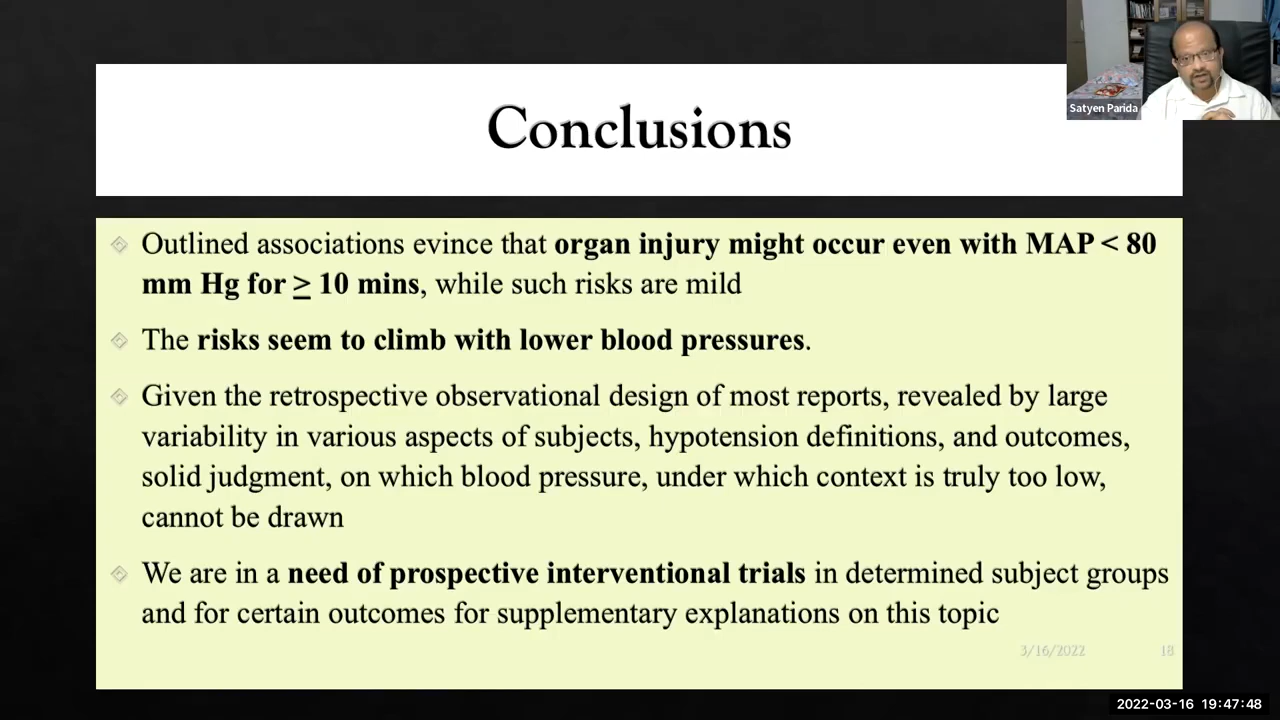 Satyen Parida
Conclusions
Outlined associations evince that organ injury might occur even with MAP < 80
mm Hg for ≥ 10 mins, while such risks are mild
The risks seem to climb with lower blood pressures.
Given the retrospective observational design of most reports, revealed by large
variability in various aspects of subjects, hypotension definitions, and outcomes,
solid judgment, on which blood pressure, under which context is truly too low,
cannot be drawn
We are in a need of prospective interventional trials in determined subject groups
and for certain outcomes for supplementary explanations on this topic
3/16/2022 18
2022-03-16 19:47:48